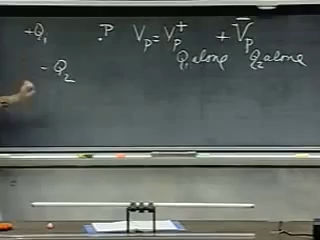 +Q₁ .P V_P = V_P⁺ + V_P⁻
Q₁ alone Q₂ alone
- Q₂